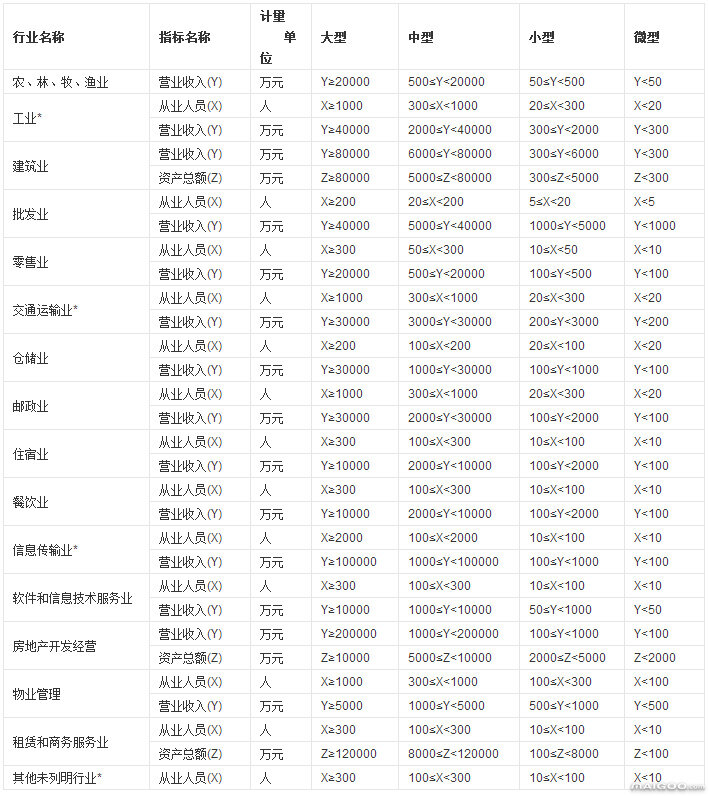 行业名称 指标名称 计量单位 大型 中型 小型 微型
农、林、牧、渔业 营业收入(Y) 万元 Y≥20000 500≤Y<20000 50≤Y<500 Y<50
工业* 从业人员(X) 人 X≥1000 300≤X<1000 20≤X<300 X<20
营业收入(Y) 万元 Y≥40000 2000≤Y<40000 300≤Y<2000 Y<300
建筑业 营业收入(Y) 万元 Y≥80000 6000≤Y<80000 300≤Y<6000 Y<300
资产总额(Z) 万元 Z≥80000 5000≤Z<80000 300≤Z<5000 Z<300
批发业 从业人员(X) 人 X≥200 20≤X<200 5≤X<20 X<5
营业收入(Y) 万元 Y≥40000 5000≤Y<40000 1000≤Y<5000 Y<1000
零售业 从业人员(X) 人 X≥300 50≤X<300 10≤X<50 X<10
营业收入(Y) 万元 Y≥20000 500≤Y<20000 100≤Y<500 Y<100
交通运输业* 从业人员(X) 人 X≥1000 300≤X<1000 20≤X<300 X<20
营业收入(Y) 万元 Y≥30000 3000≤Y<30000 200≤Y<3000 Y<200
仓储业 从业人员(X) 人 X≥200 100≤X<200 20≤X<100 X<20
营业收入(Y) 万元 Y≥30000 1000≤Y<30000 100≤Y<1000 Y<100
邮政业 从业人员(X) 人 X≥1000 300≤X<1000 20≤X<300 X<20
营业收入(Y) 万元 Y≥30000 2000≤Y<30000 100≤Y<2000 Y<100
住宿业 从业人员(X) 人 X≥300 100≤X<300 10≤X<100 X<10
营业收入(Y) 万元 Y≥10000 2000≤Y<10000 100≤Y<2000 Y<100
餐饮业 从业人员(X) 人 X≥300 100≤X<300 10≤X<100 X<10
营业收入(Y) 万元 Y≥10000 2000≤Y<10000 100≤Y<2000 Y<100
信息传输业* 从业人员(X) 人 X≥2000 100≤X<2000 10≤X<100 X<10
营业收入(Y) 万元 Y≥100000 1000≤Y<100000 100≤Y<1000 Y<100
软件和信息技术服务业 从业人员(X) 人 X≥300 100≤X<300 10≤X<100 X<10
营业收入(Y) 万元 Y≥10000 1000≤Y<10000 50≤Y<1000 Y<50
房地产开发经营 营业收入(Y) 万元 Y≥200000 1000≤Y<200000 100≤Y<1000 Y<100
资产总额(Z) 万元 Z≥10000 5000≤Z<10000 2000≤Z<5000 Z<2000
物业管理 从业人员(X) 人 X≥1000 300≤X<1000 100≤X<300 X<100
营业收入(Y) 万元 Y≥5000 1000≤Y<5000 500≤Y<1000 Y<500
租赁和商务服务业 从业人员(X) 人 X≥300 100≤X<300 10≤X<100 X<10
资产总额(Z) 万元 Z≥120000 8000≤Z<120000 100≤Z<8000 Z<100
其他未列明行业* 从业人员(X) 人 X≥300 100≤X<300 10≤X<100 X<10
MAIGOO.com